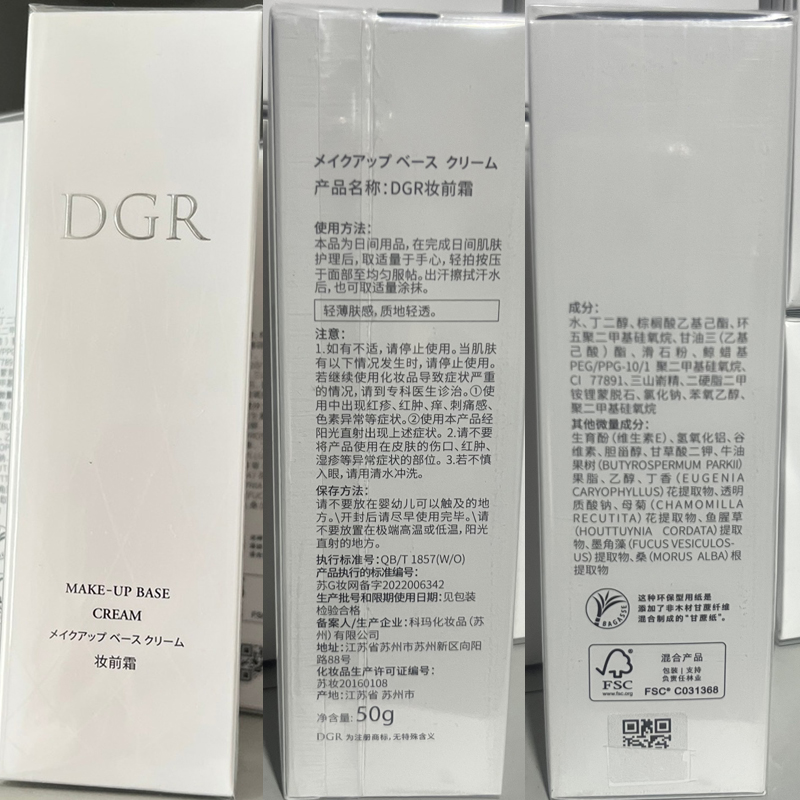 DGR
MAKE-UP BASE
CREAM
メイクアップ ベース クリーム
妆前霜
メイクアップ ベース クリーム
产品名称:DGR妆前霜
使用方法:
本品为日间用品,在完成日间肌肤
护理后,取适量于手心,轻拍按压
于面部至均匀服帖。出汗擦拭汗水
后,也可取适量涂抹。
轻薄肤感,质地轻透。
注意:
1.如有不适,请停止使用。当肌肤
有以下情况发生时,请停止使用。
若继续使用化妆品导致症状严重
的情况,请到专科医生诊治。①使
用中出现红疹、红肿、痒、刺痛感、
色素异常等症状。②使用本产品经
阳光直射出现上述症状。2.请不要
将产品使用在皮肤的伤口、红肿、
湿疹等异常症状的部位。3.若不慎
入眼,请用清水冲洗。
保存方法:
请不要放在婴幼儿可以触及的地
方。\开封后请尽早使用完毕。\请
不要放置在极端高温或低温,阳光
直射的地方。
执行标准号:QB/T 1857(W/O)
产品执行的标准编号:
苏G妆网备字2022006342
生产批号和限期使用日期:见包装
检验合格
备案人/生产企业:科玛化妆品(苏
州)有限公司
地址:江苏省苏州市苏州新区向阳
路88号
化妆品生产许可证编号:
苏妆20160108
产地:江苏省 苏州市
净含量:50g
DGR 为注册商标,无特殊含义
成分:
水、丁二醇、棕榈酸乙基己酯、环
五聚二甲基硅氧烷、甘油三(乙基
己酸)酯、滑石粉、鲸蜡基
PEG/PPG-10/1 聚二甲基硅氧烷、
CI 77891、三山嵛精、二硬脂二甲
铵锂蒙脱石、氯化钠、苯氧乙醇、
聚二甲基硅氧烷
其他微量成分:
生育酚(维生素E)、氢氧化铝、谷
维素、胆甾醇、甘草酸二钾、牛油
果树(BUTYROSPERMUM PARKII)
果脂、乙醇、丁香(EUGENIA
CARYOPHYLLUS)花提取物、透明
质酸钠、母菊(CHAMOMILLA
RECUTITA)花提取物、鱼腥草
(HOUTTUYNIA CORDATA)提取
物、墨角藻(FUCUS VESICULOS-
US)提取物、桑(MORUS ALBA)根
提取物
BAGASSE
这种环保型用纸是
添加了非木材甘蔗纤维
混合制成的“甘蔗纸”。
FSC
www.fsc.org
混合产品
包装 | 支持
负责任林业
FSC® C031368